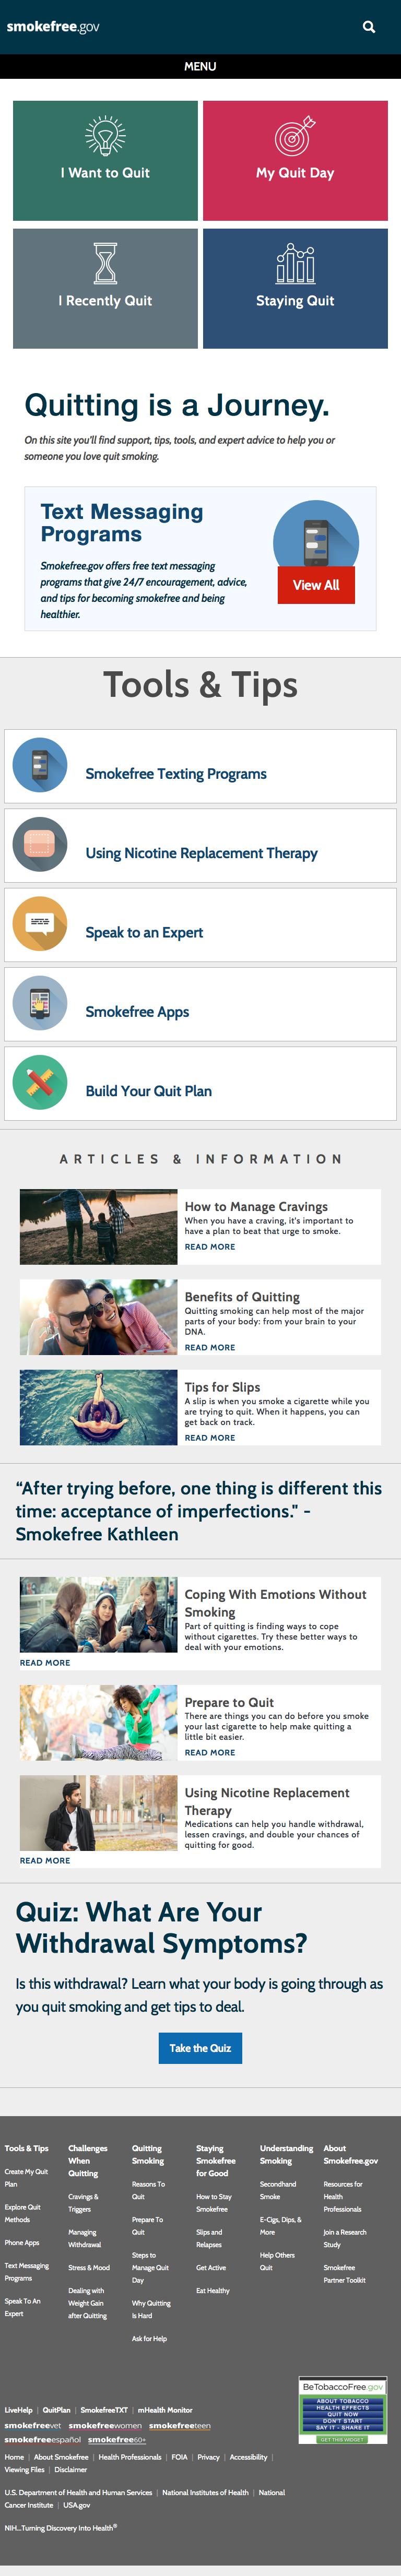 smokefree.gov
MENU
I Want to Quit
My Quit Day
I Recently Quit
Staying Quit
Quitting is a Journey.
On this site you'll find support, tips, tools, and expert advice to help you or
someone you love quit smoking.
Text Messaging
Programs
Smokefree.gov offers free text messaging
programs that give 24/7 encouragement, advice,
and tips for becoming smokefree and being
healthier.
View All
Tools & Tips
Smokefree Texting Programs
Using Nicotine Replacement Therapy
Speak to an Expert
Smokefree Apps
Build Your Quit Plan
ARTICLES & INFORMATION
How to Manage Cravings
When you have a craving, it's important to
have a plan to beat that urge to smoke.
READ MORE
Benefits of Quitting
Quitting smoking can help most of the major
parts of your body: from your brain to your
DNA.
READ MORE
Tips for Slips
A slip is when you smoke a cigarette while you
are trying to quit. When it happens, you can
get back on track.
READ MORE
“After trying before, one thing is different this
time: acceptance of imperfections." -
Smokefree Kathleen
Coping With Emotions Without
Smoking
Part of quitting is finding ways to cope
without cigarettes. Try these better ways to
deal with your emotions.
READ MORE
Prepare to Quit
There are things you can do before you smoke
your last cigarette to help make quitting a
little bit easier.
READ MORE
Using Nicotine Replacement
Therapy
Medications can help you handle withdrawal,
lessen cravings, and double your chances of
quitting for good.
READ MORE
Quiz: What Are Your
Withdrawal Symptoms?
Is this withdrawal? Learn what your body is going through as
you quit smoking and get tips to deal.
Take the Quiz
Tools & Tips
Create My Quit
Plan
Explore Quit
Methods
Phone Apps
Text Messaging
Programs
Speak To An
Expert
Challenges
When
Quitting
Cravings &
Triggers
Managing
Withdrawal
Stress & Mood
Dealing with
Weight Gain
after Quitting
Quitting
Smoking
Reasons To
Quit
Prepare To
Quit
Steps to
Manage Quit
Day
Why Quitting
Is Hard
Ask for Help
Staying
Smokefree
for Good
How to Stay
Smokefree
Slips and
Relapses
Get Active
Eat Healthy
Understanding
Smoking
Secondhand
Smoke
E-Cigs, Dips, &
More
Help Others
Quit
About
Smokefree.gov
Resources for
Health
Professionals
Join a Research
Study
Smokefree
Partner Toolkit
BeTobaccoFree.gov
ABOUT TOBACCO
HEALTH EFFECTS
QUIT NOW
DON'T START
SAY IT - SHARE IT
GET THIS WIDGET
LiveHelp | QuitPlan | SmokefreeTXT | mHealth Monitor
smokefreevet smokefreewomen smokefreeteen
smokefreeespañol smokefree60+
Home | About Smokefree | Health Professionals | FOIA | Privacy | Accessibility |
Viewing Files | Disclaimer
U.S. Department of Health and Human Services | National Institutes of Health | National
Cancer Institute | USA.gov
NIH...Turning Discovery Into Health®